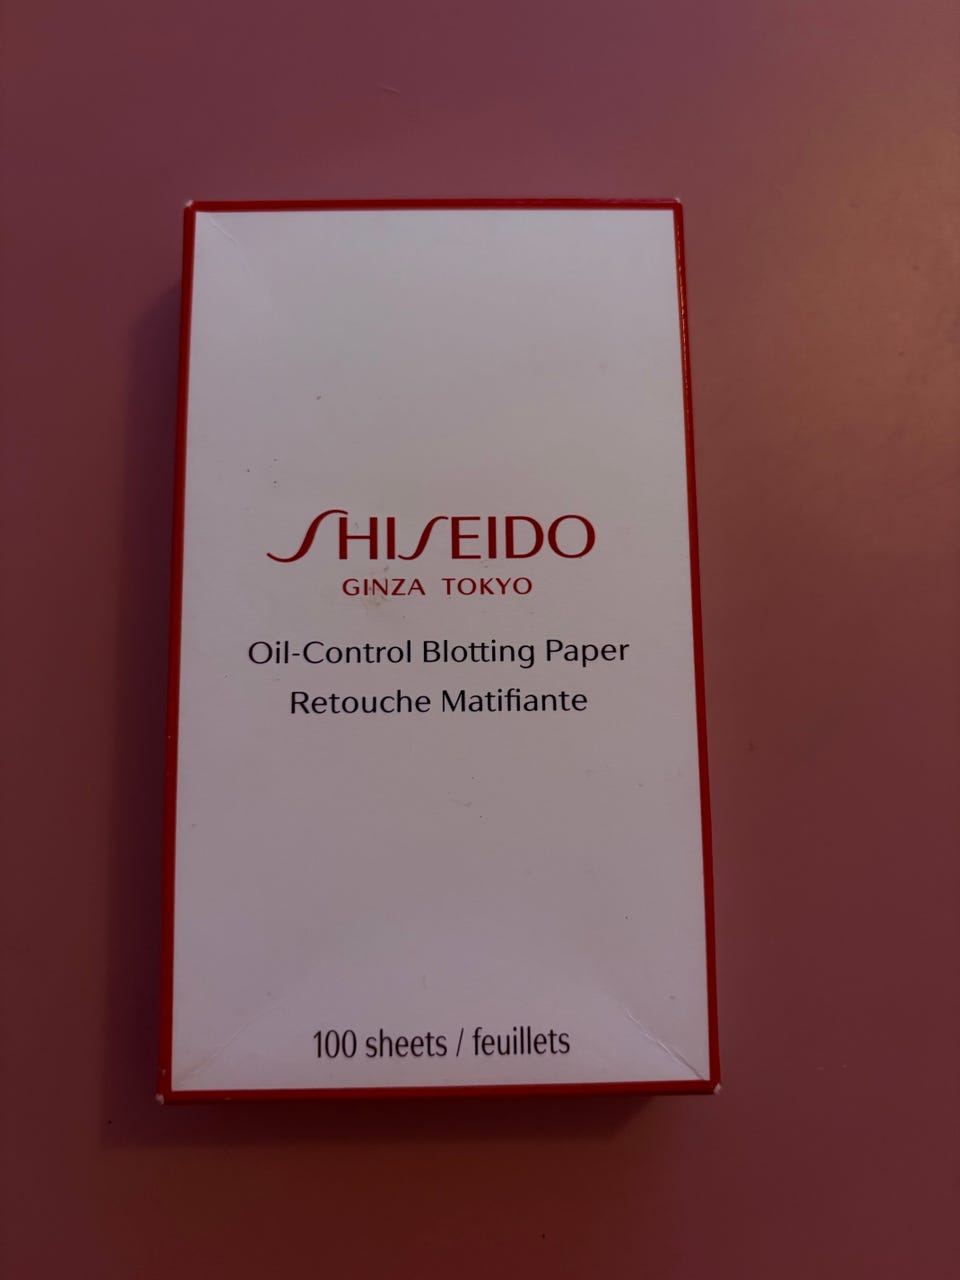 SHISEIDO
GINZA TOKYO
Oil-Control Blotting Paper
Retouche Matifiante
100 sheets / feuillets